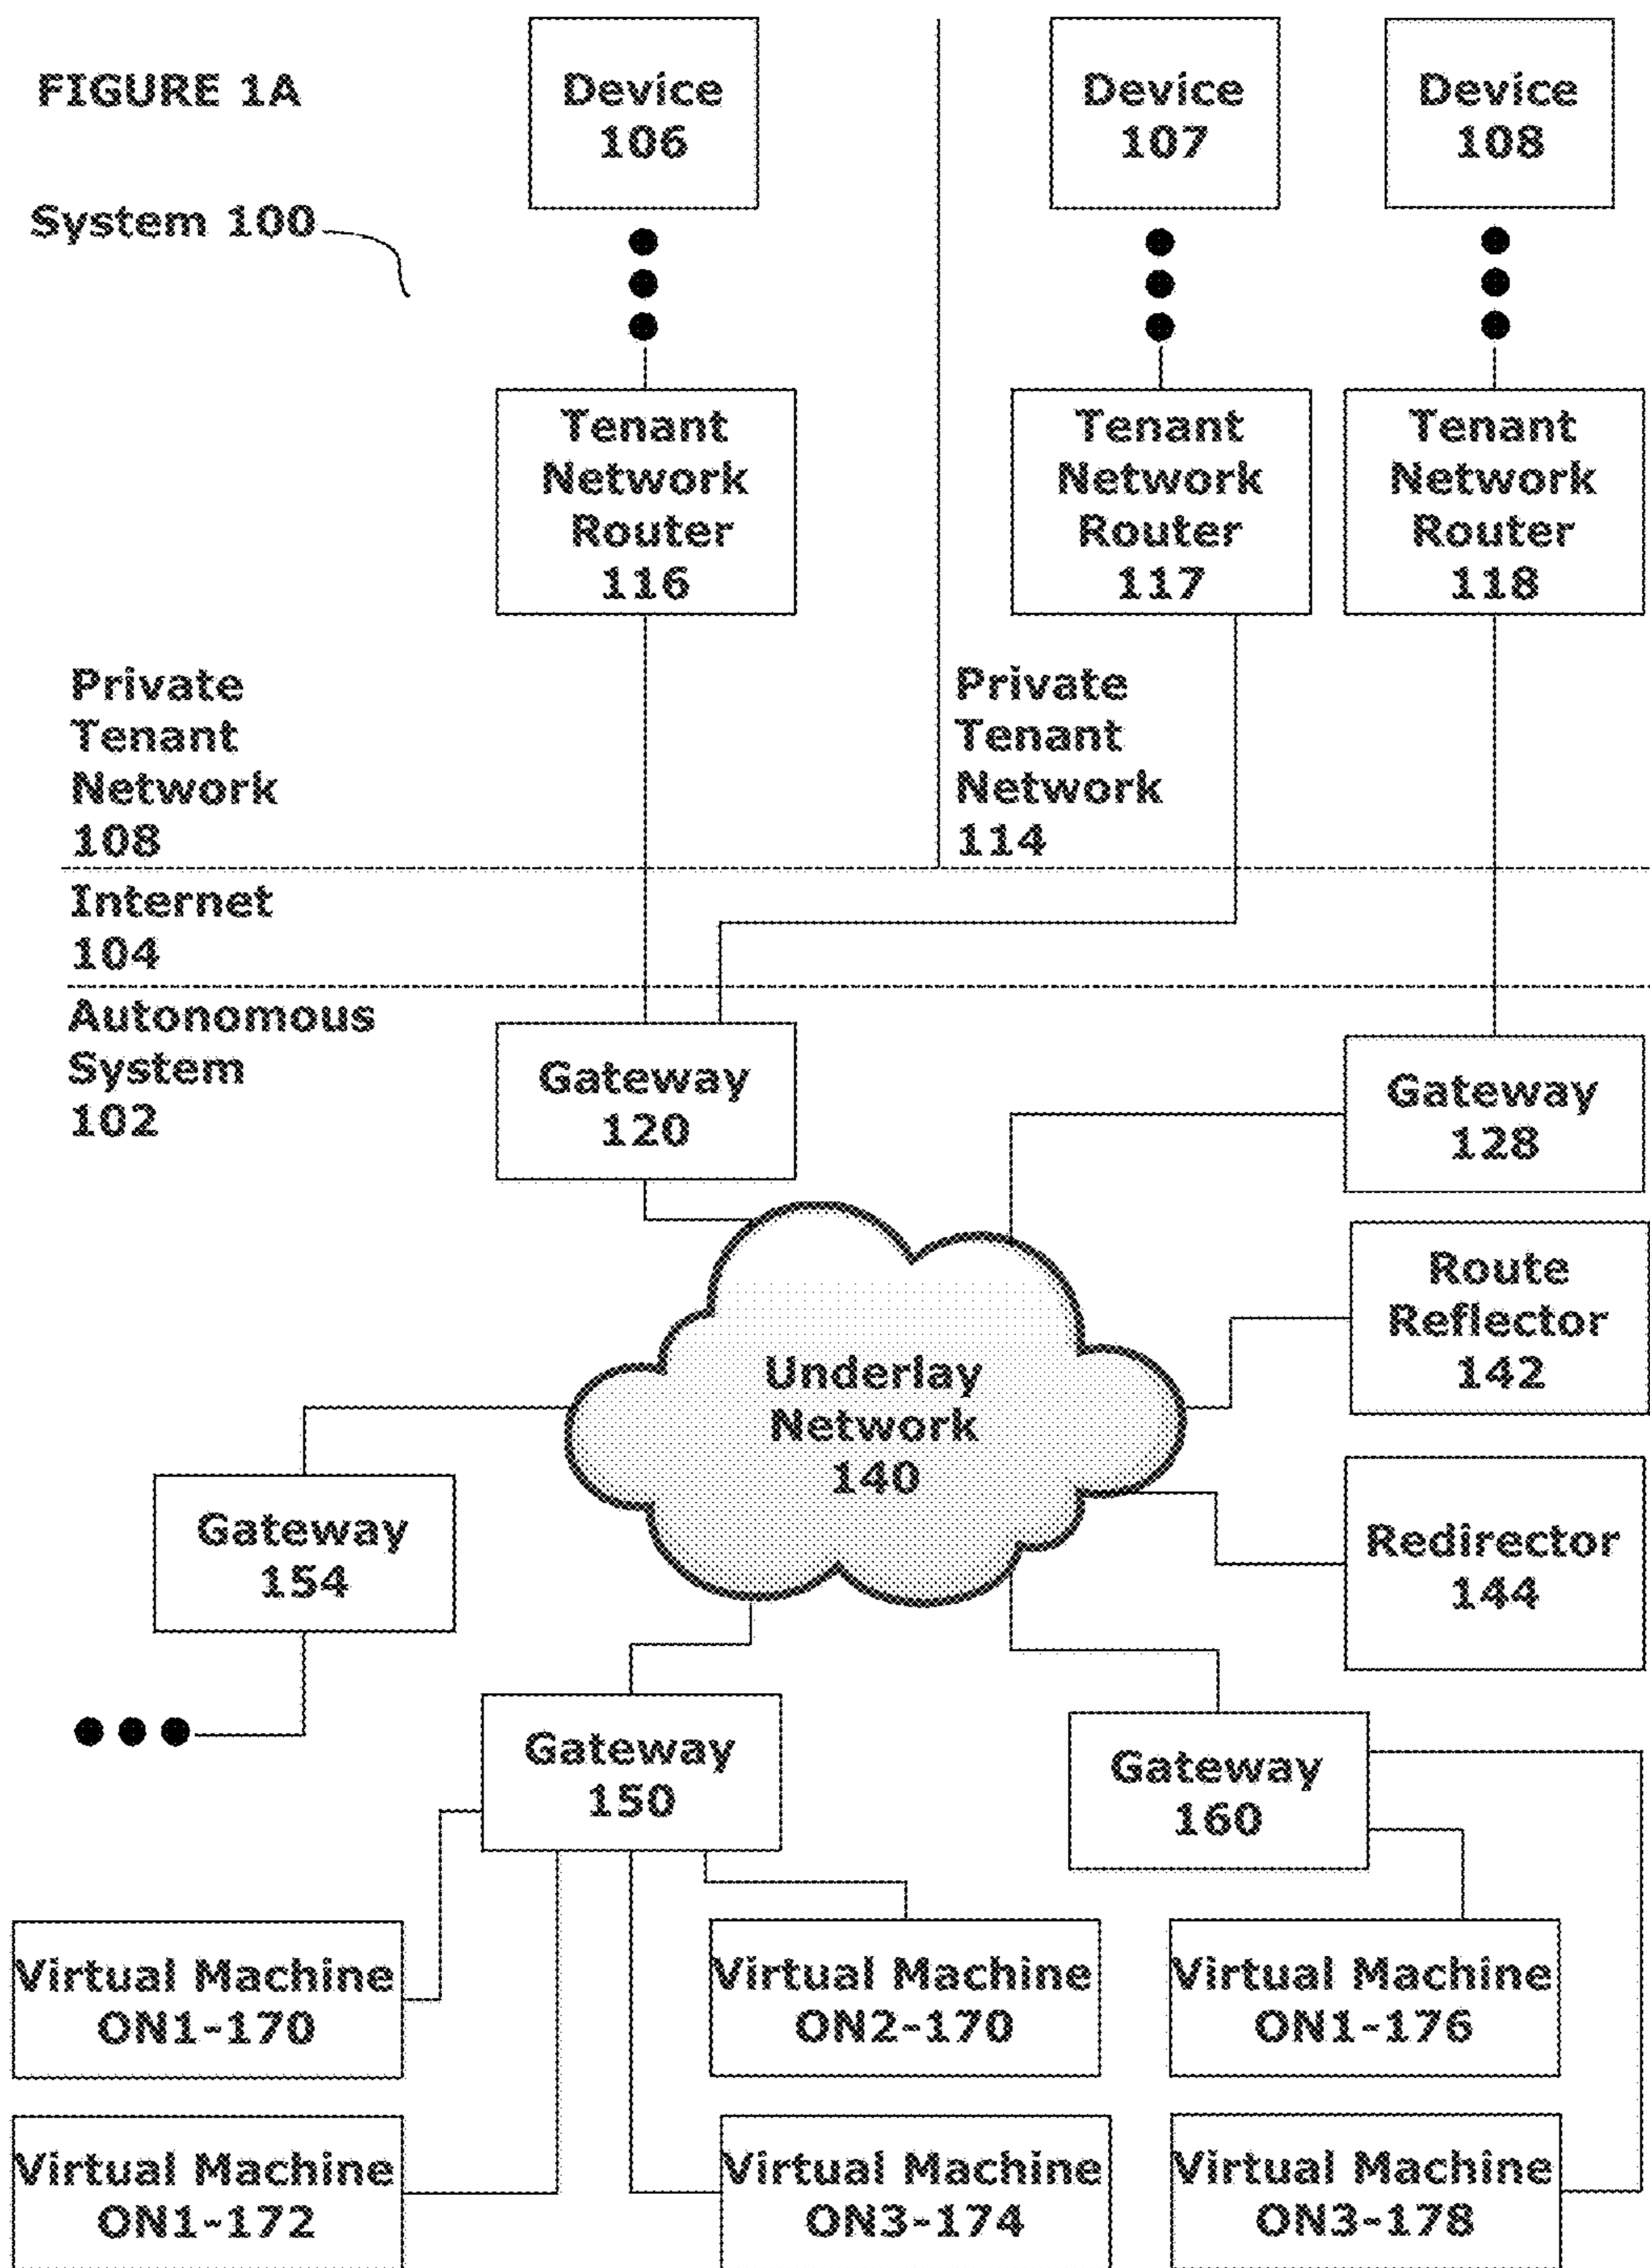 FIGURE 1A
System 100
Device
106
Device
107
Device
108
Tenant
Network
Router
116
Tenant
Network
Router
117
Tenant
Network
Router
118
Private
Tenant
Network
108
Private
Tenant
Network
114
Internet
104
Autonomous
System
102
Gateway
120
Gateway
128
Route
Reflector
142
Underlay
Network
140
Redirector
144
Gateway
154
Gateway
150
Gateway
160
Virtual Machine
ON1-170
Virtual Machine
ON2-170
Virtual Machine
ON1-176
Virtual Machine
ON1-172
Virtual Machine
ON3-174
Virtual Machine
ON3-178